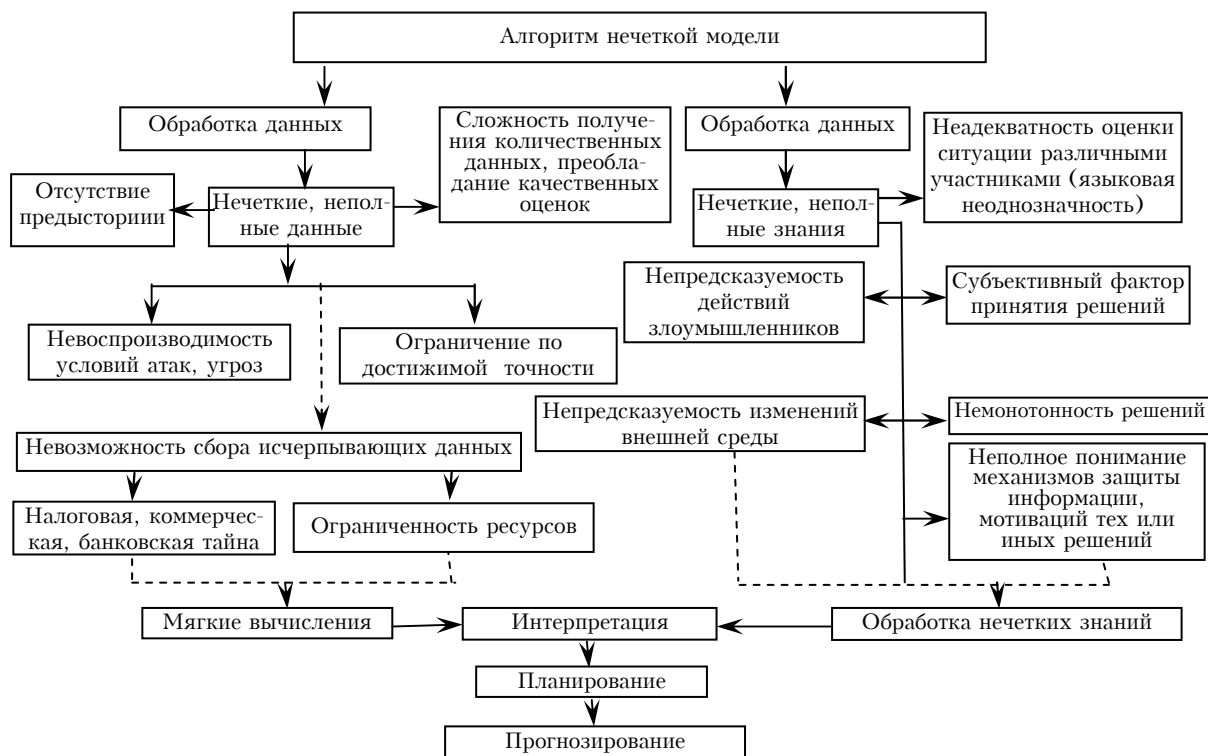 Алгоритм нечеткой модели
Обработка данных
Сложность получе-
ния количественных
данных, преобла-
дание качественных
оценок
Обработка данных
Неадекватность оценки
ситуации различными
участниками (языковая
неоднозначность)
Отсутствие
предысториии
Нечеткие, непол-
ные данные
Нечеткие, непол-
ные знания
Непредсказуемость
действий
злоумышленников
Субъективный фактор
принятия решений
Невоспроизводимость
условий атак, угроз
Ограничение по
достижимой точности
Непредсказуемость изменений
внешней среды
Немонотонность решений
Невозможность сбора исчерпывающих данных
Неполное понимание
механизмов защиты
информации,
мотиваций тех или
иных решений
Налоговая, коммерчес-
кая, банковская тайна
Ограниченность ресурсов
Мягкие вычисления
Интерпретация
Обработка нечетких знаний
Планирование
Прогнозирование